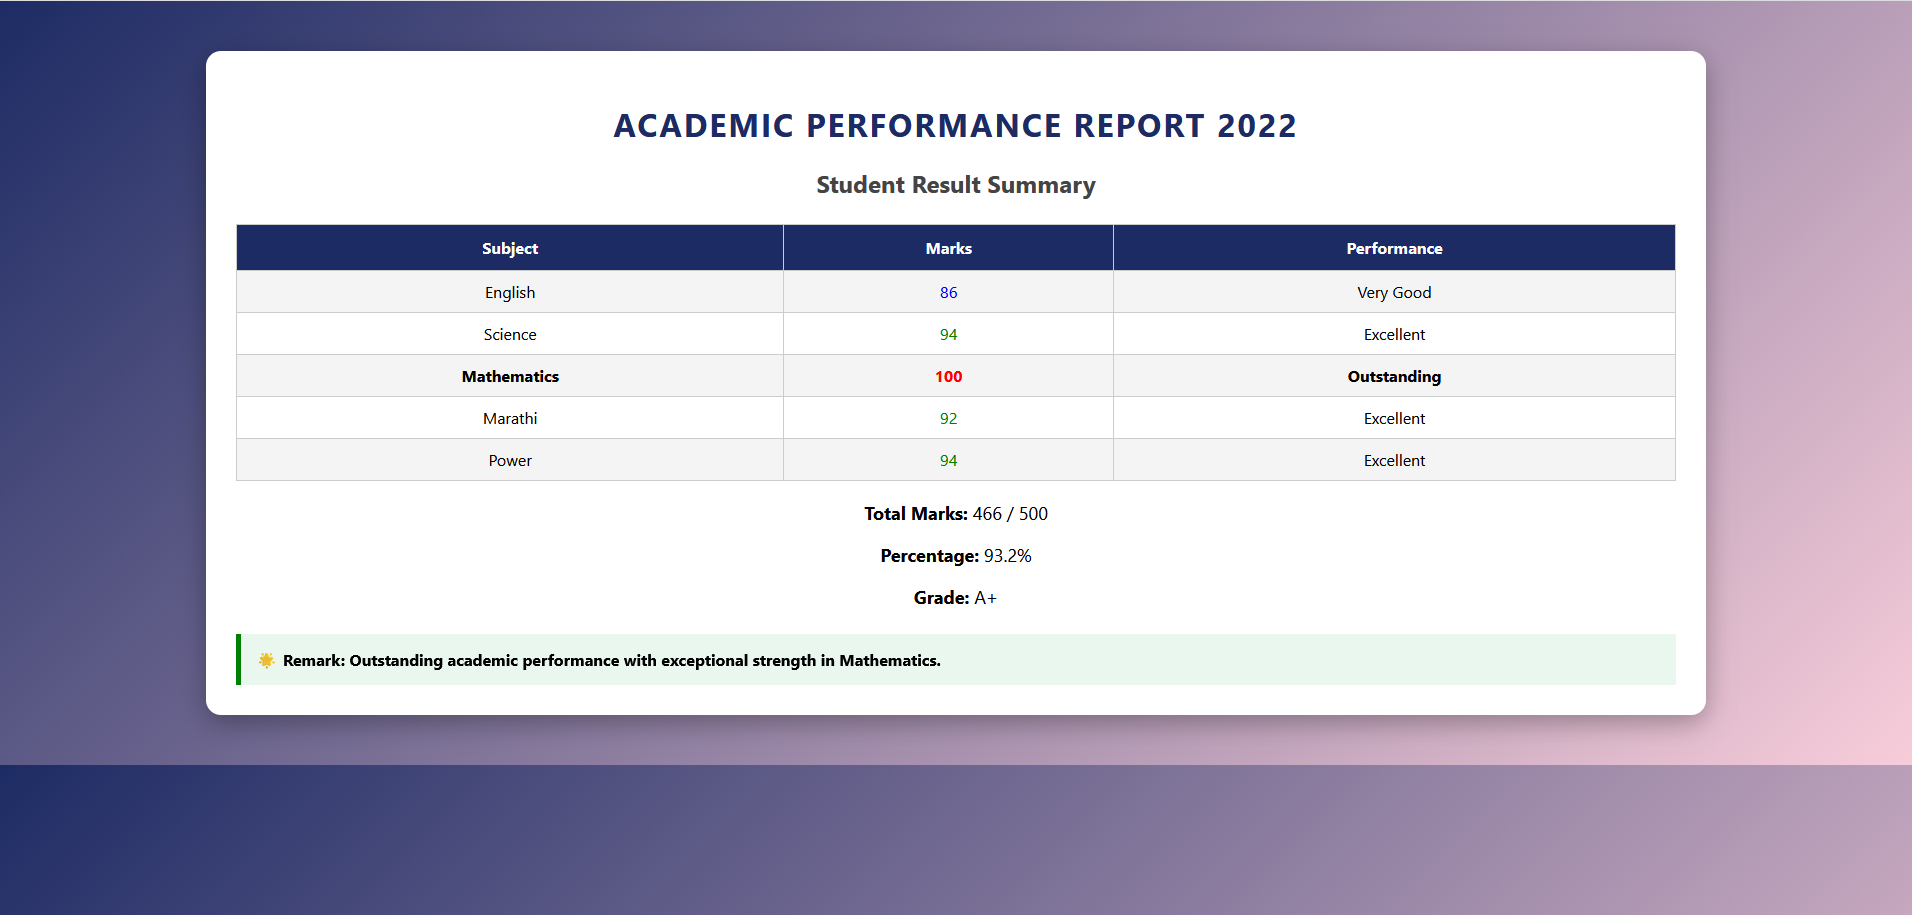 ACADEMIC PERFORMANCE REPORT 2022
Student Result Summary
Subject Marks Performance
English 86 Very Good
Science 94 Excellent
Mathematics 100 Outstanding
Marathi 92 Excellent
Power 94 Excellent
Total Marks: 466 / 500
Percentage: 93.2%
Grade: A+
🌟 Remark: Outstanding academic performance with exceptional strength in Mathematics.